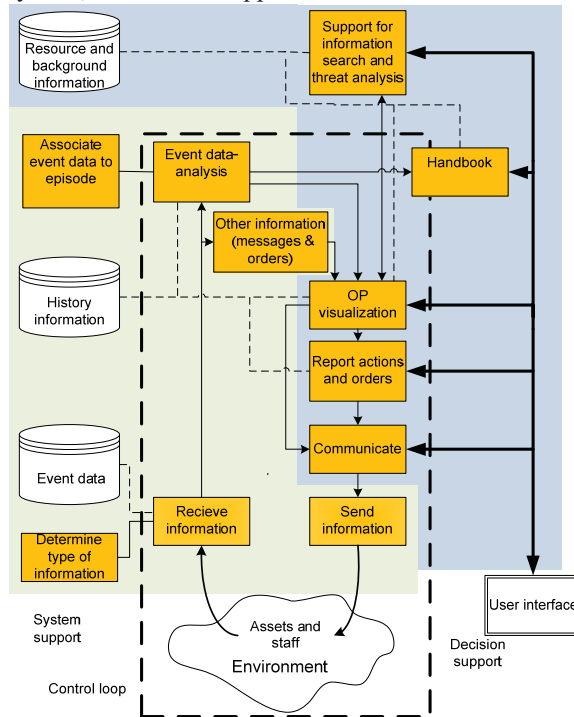 Resource and
background
information
Support for
information
search and
threat analysis
Associate
event data to
episode
Event data-
analysis
Handbook
Other information
(messages &
orders)
History
information
OP
visualization
Report actions
and orders
Communicate
Event data
Recieve
information
Send
information
Determine
type of
information
User interface
System
support
Assets and
staff
Environment
Decision
support
Control loop